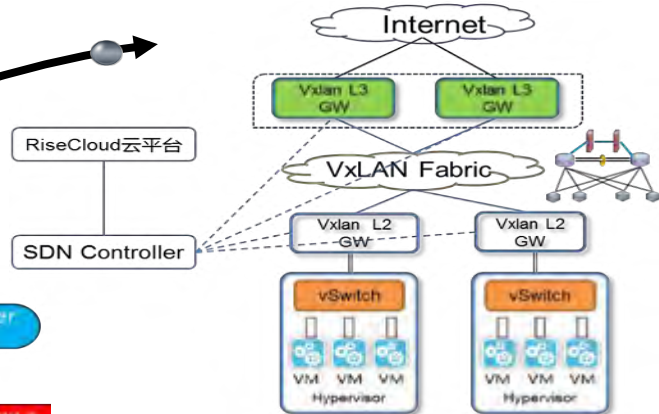 Internet
Vxlan L3
GW
Vxlan L3
GW
RiseCloud云平台
VxLAN Fabric
SDN Controller
Vxlan L2
GW
Vxlan L2
GW
vSwitch
vSwitch
VM VM VM
VM VM VM
Hypervisor
Hypervisor